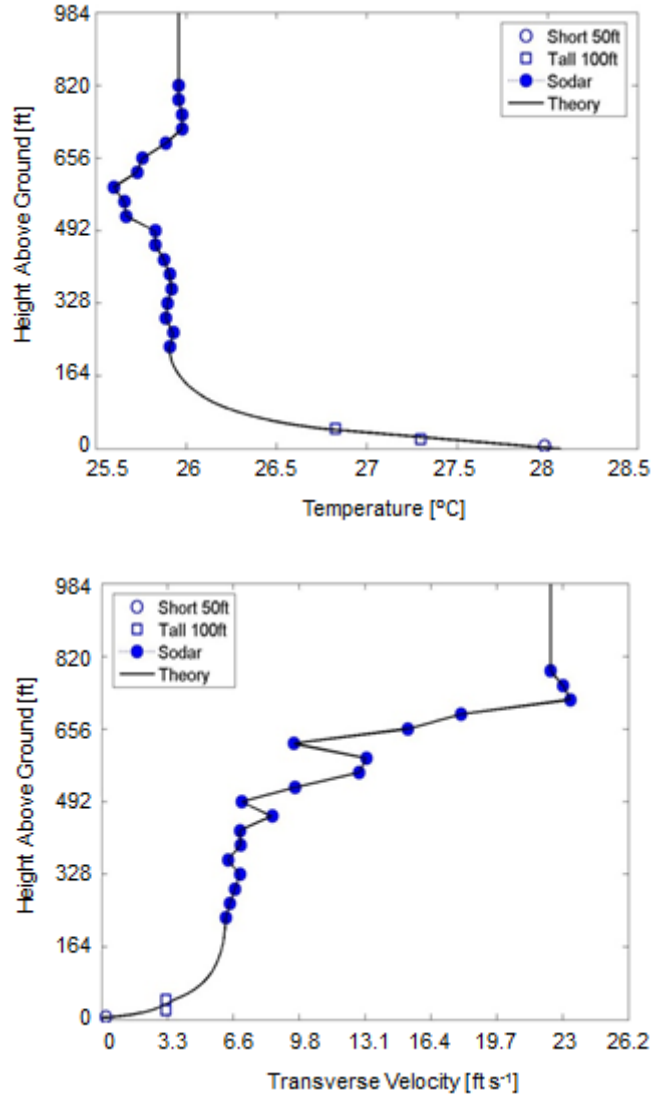 984
820
656
492
328
164
0
Height Above Ground [ft]
Short 50ft
Tall 100ft
Sodar
Theory
25.5 26 26.5 27 27.5 28 28.5
Temperature [ºC]
984
820
656
492
328
164
0
Height Above Ground [ft]
Short 50ft
Tall 100ft
Sodar
Theory
0 3.3 6.6 9.8 13.1 16.4 19.7 23 26.2
Transverse Velocity [ft s⁻¹]